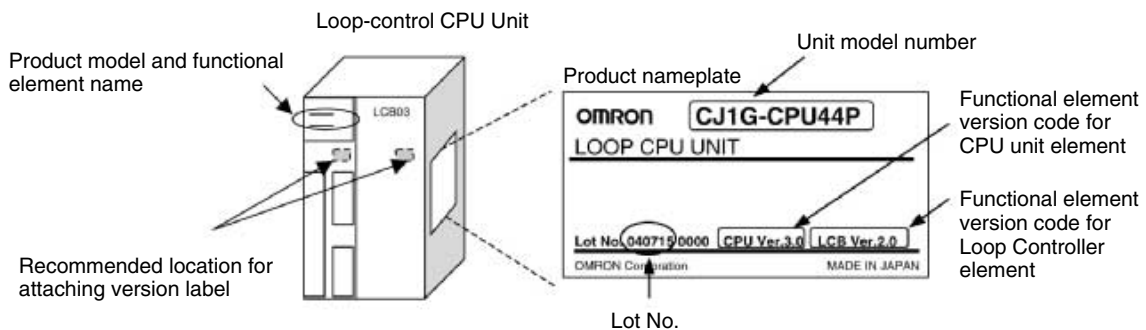 Loop-control CPU Unit
Product model and functional
element name
LCB03
Recommended location for
attaching version label
Product nameplate
Unit model number
OMRON CJ1G-CPU44P
LOOP CPU UNIT
Lot No. 040715 0000 CPU Ver.3.0 LCB Ver.2.0
OMRON Corporation MADE IN JAPAN
Functional element
version code for
CPU unit element
Functional element
version code for
Loop Controller
element
Lot No.